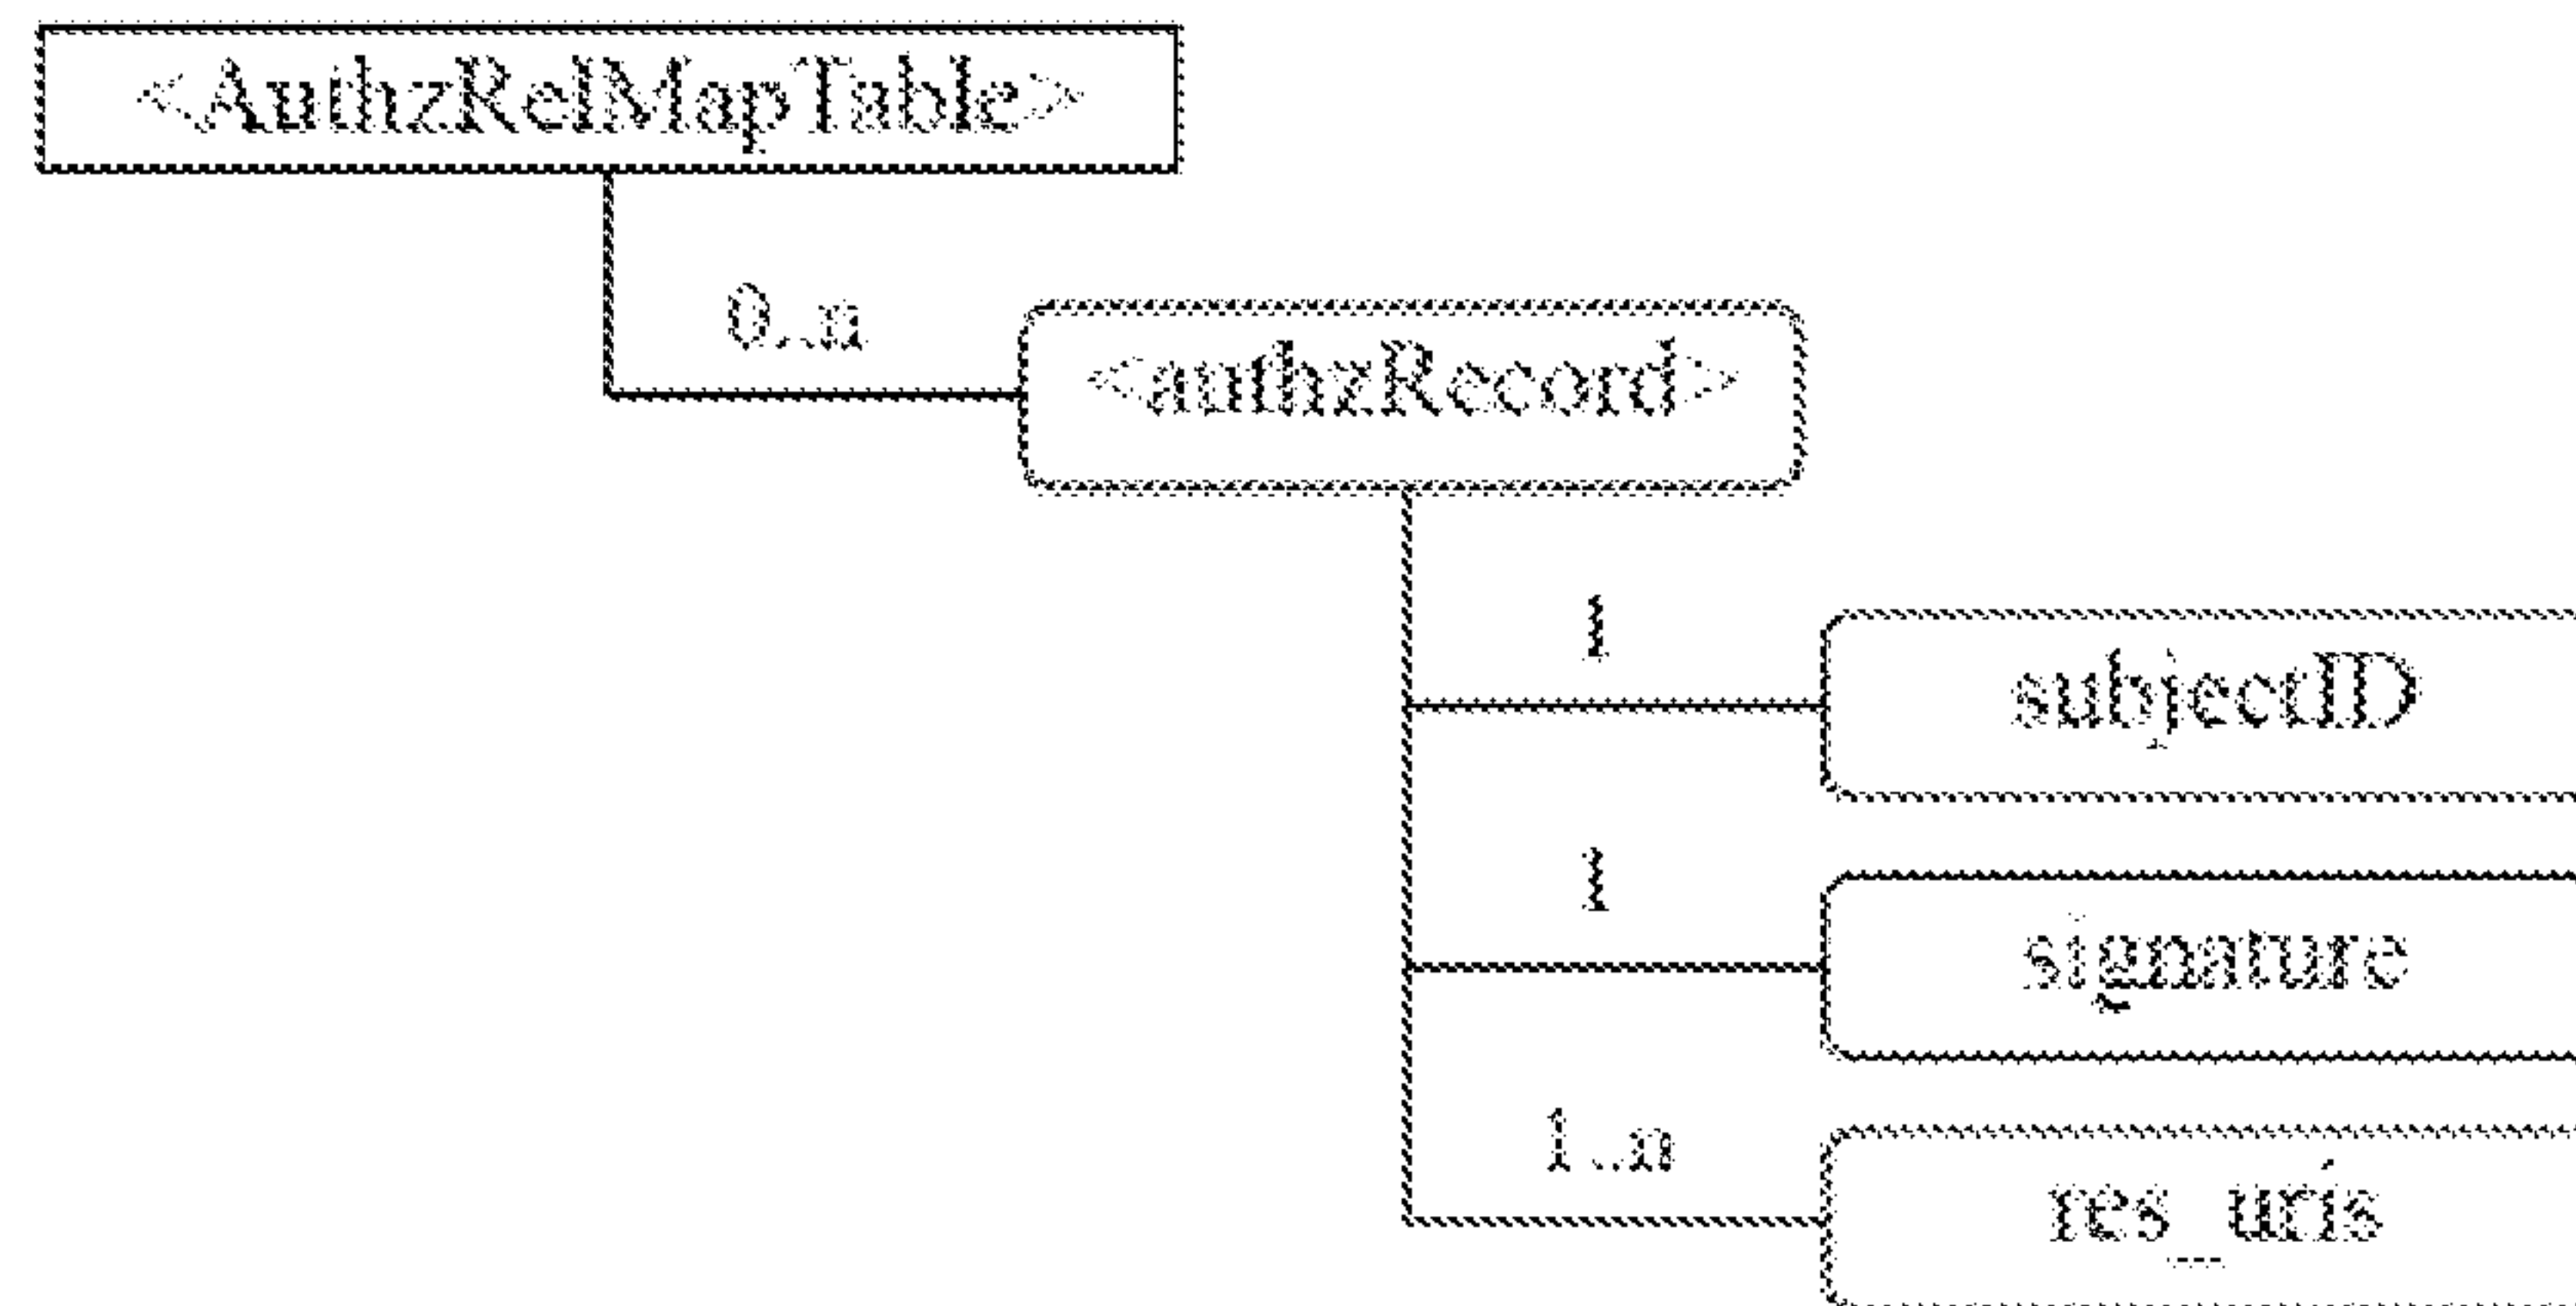 <AuthzRelMapTable>
0..n
<authzRecord>
1
subjectID
1
signature
1..n
res_uris